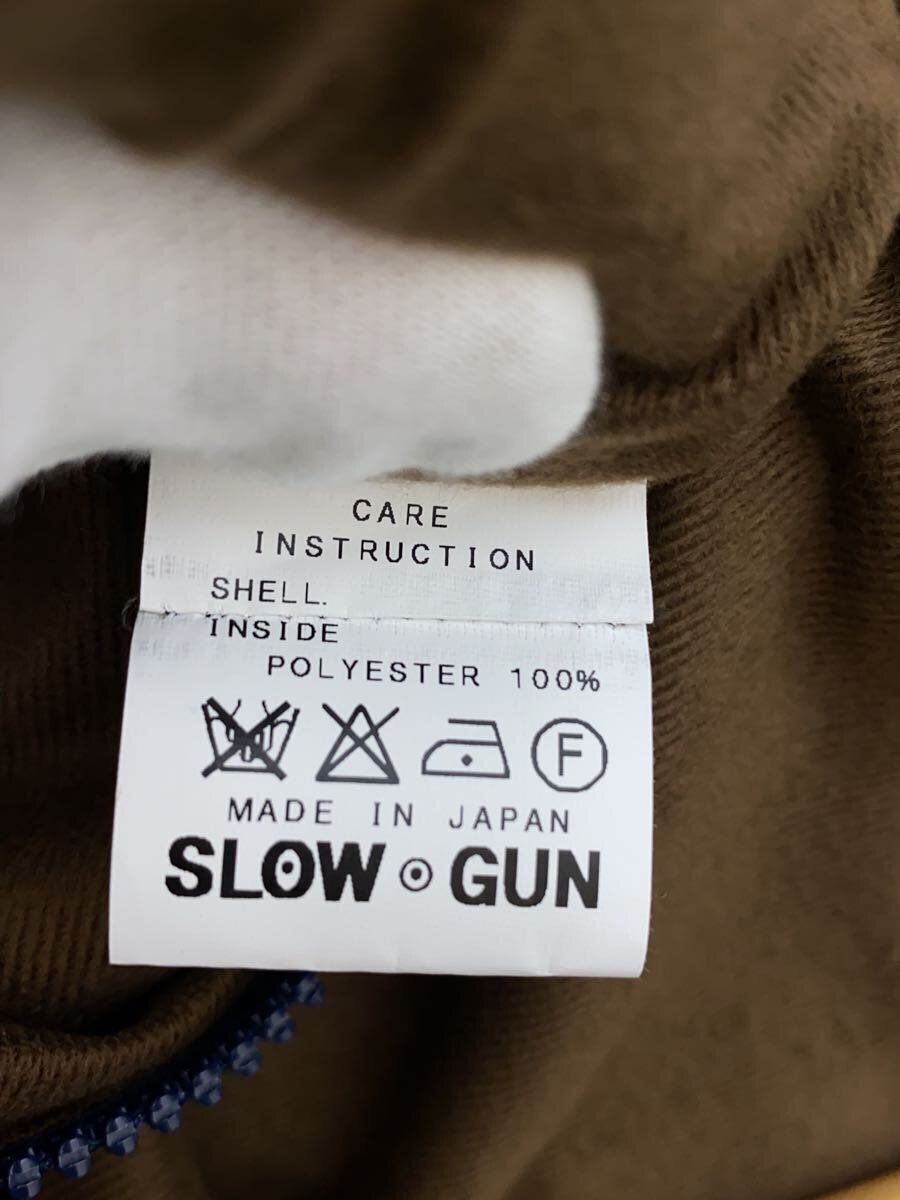 CARE
INSTRUCTION
SHELL.
INSIDE
POLYESTER 100%
F
MADE IN JAPAN
SLOW GUN